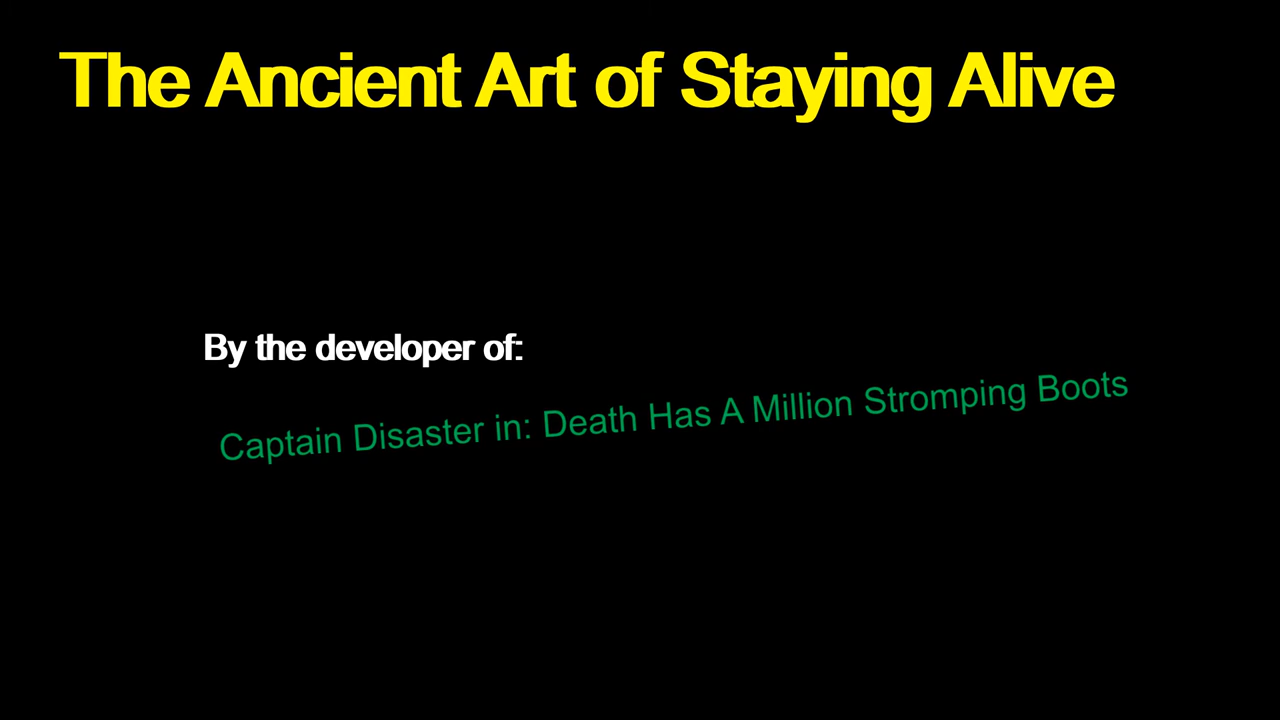 The Ancient Art of Staying Alive
By the developer of:
Captain Disaster in: Death Has A Million Stromping Boots